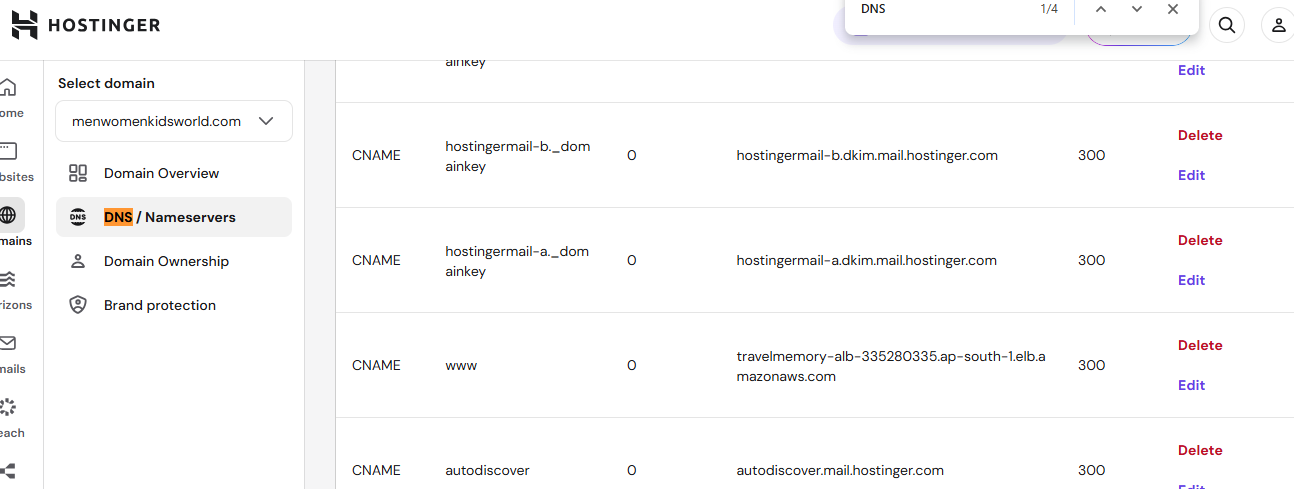 DNS
1/4
HOSTINGER
ome
bsites
mains
rizons
mails
each
Select domain
menwomenkidsworld.com
Domain Overview
DNS
DNS / Nameservers
Domain Ownership
Brand protection
ainkey
Edit
CNAME
hostingermail-b._dom
ainkey
0
hostingermail-b.dkim.mail.hostinger.com
300
Delete
Edit
CNAME
hostingermail-a._dom
ainkey
0
hostingermail-a.dkim.mail.hostinger.com
300
Delete
Edit
CNAME
www
0
travelmemory-alb-335280335.ap-south-1.elb.a
mazonaws.com
300
Delete
Edit
CNAME
autodiscover
0
autodiscover.mail.hostinger.com
300
Delete
Edit